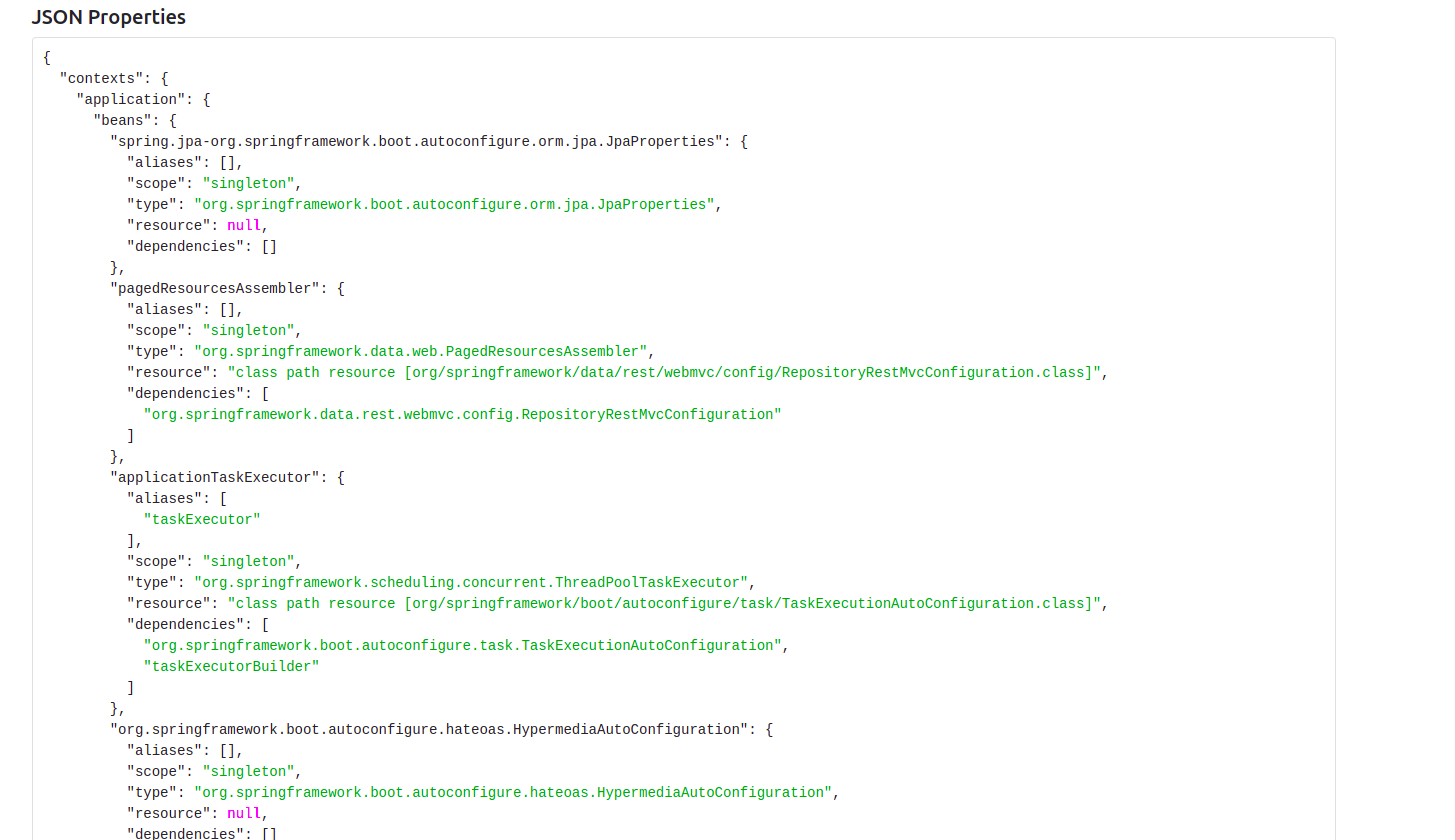 JSON Properties
{
  "contexts": {
    "application": {
      "beans": {
        "spring.jpa-org.springframework.boot.autoconfigure.orm.jpa.JpaProperties": {
          "aliases": [],
          "scope": "singleton",
          "type": "org.springframework.boot.autoconfigure.orm.jpa.JpaProperties",
          "resource": null,
          "dependencies": []
        },
        "pagedResourcesAssembler": {
          "aliases": [],
          "scope": "singleton",
          "type": "org.springframework.data.web.PagedResourcesAssembler",
          "resource": "class path resource [org/springframework/data/rest/webmvc/config/RepositoryRestMvcConfiguration.class]",
          "dependencies": [
            "org.springframework.data.rest.webmvc.config.RepositoryRestMvcConfiguration"
          ]
        },
        "applicationTaskExecutor": {
          "aliases": [
            "taskExecutor"
          ],
          "scope": "singleton",
          "type": "org.springframework.scheduling.concurrent.ThreadPoolTaskExecutor",
          "resource": "class path resource [org/springframework/boot/autoconfigure/task/TaskExecutionAutoConfiguration.class]",
          "dependencies": [
            "org.springframework.boot.autoconfigure.task.TaskExecutionAutoConfiguration",
            "taskExecutorBuilder"
          ]
        },
        "org.springframework.boot.autoconfigure.hateoas.HypermediaAutoConfiguration": {
          "aliases": [],
          "scope": "singleton",
          "type": "org.springframework.boot.autoconfigure.hateoas.HypermediaAutoConfiguration",
          "resource": null,
          "dependencies": []